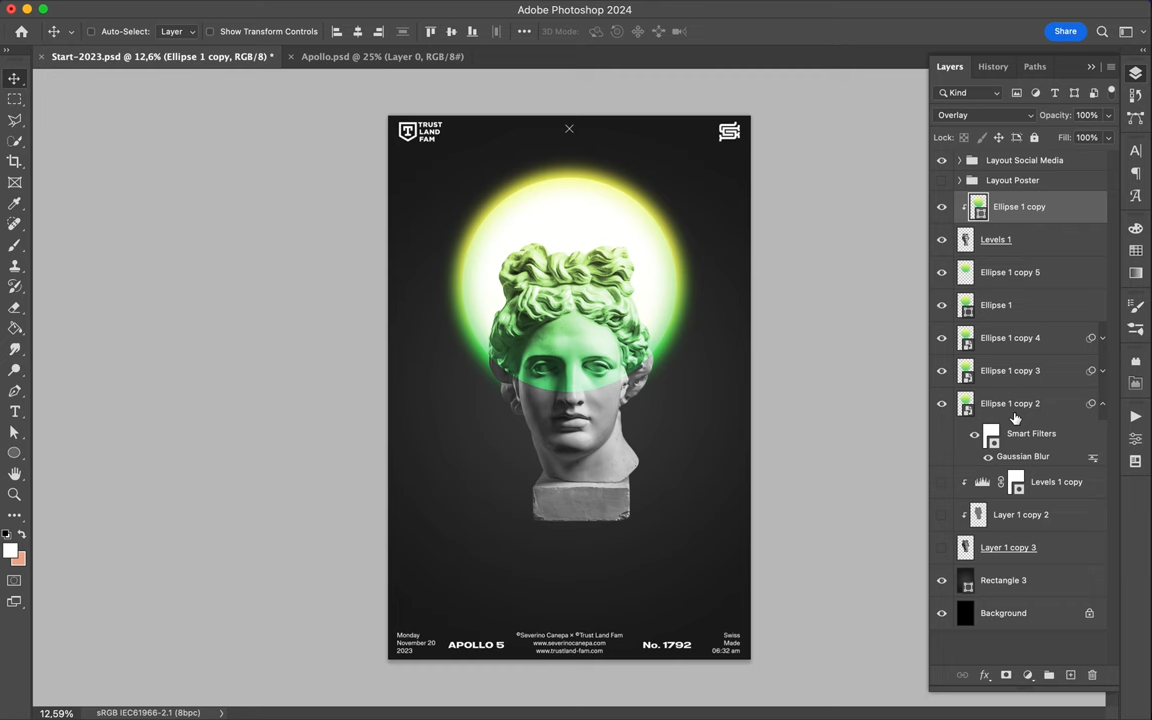 Adobe Photoshop 2024
Auto-Select:
Layer
Show Transform Controls
3D Mode:
Share
Start-2023.psd @ 12,6% (Ellipse 1 copy, RGB/8) *
Apollo.psd @ 25% (Layer 0, RGB/8#)
Layers
History
Paths
Kind
Overlay
Opacity: 100%
Lock:
Fill: 100%
Layout Social Media
Layout Poster
Ellipse 1 copy
Levels 1
Ellipse 1 copy 5
Ellipse 1
Ellipse 1 copy 4
Ellipse 1 copy 3
Ellipse 1 copy 2
Smart Filters
Gaussian Blur
Levels 1 copy
Layer 1 copy 2
Layer 1 copy 3
Rectangle 3
Background
TRUST
LAND
FAM
Monday
November 20
2023
APOLLO 5
©Severino Canepa × ©Trust Land Fam
www.severinocanepa.com
www.trustland-fam.com
No. 1792
Swiss
Made
06:32 am
12,59%
sRGB IEC61966-2.1 (8bpc)